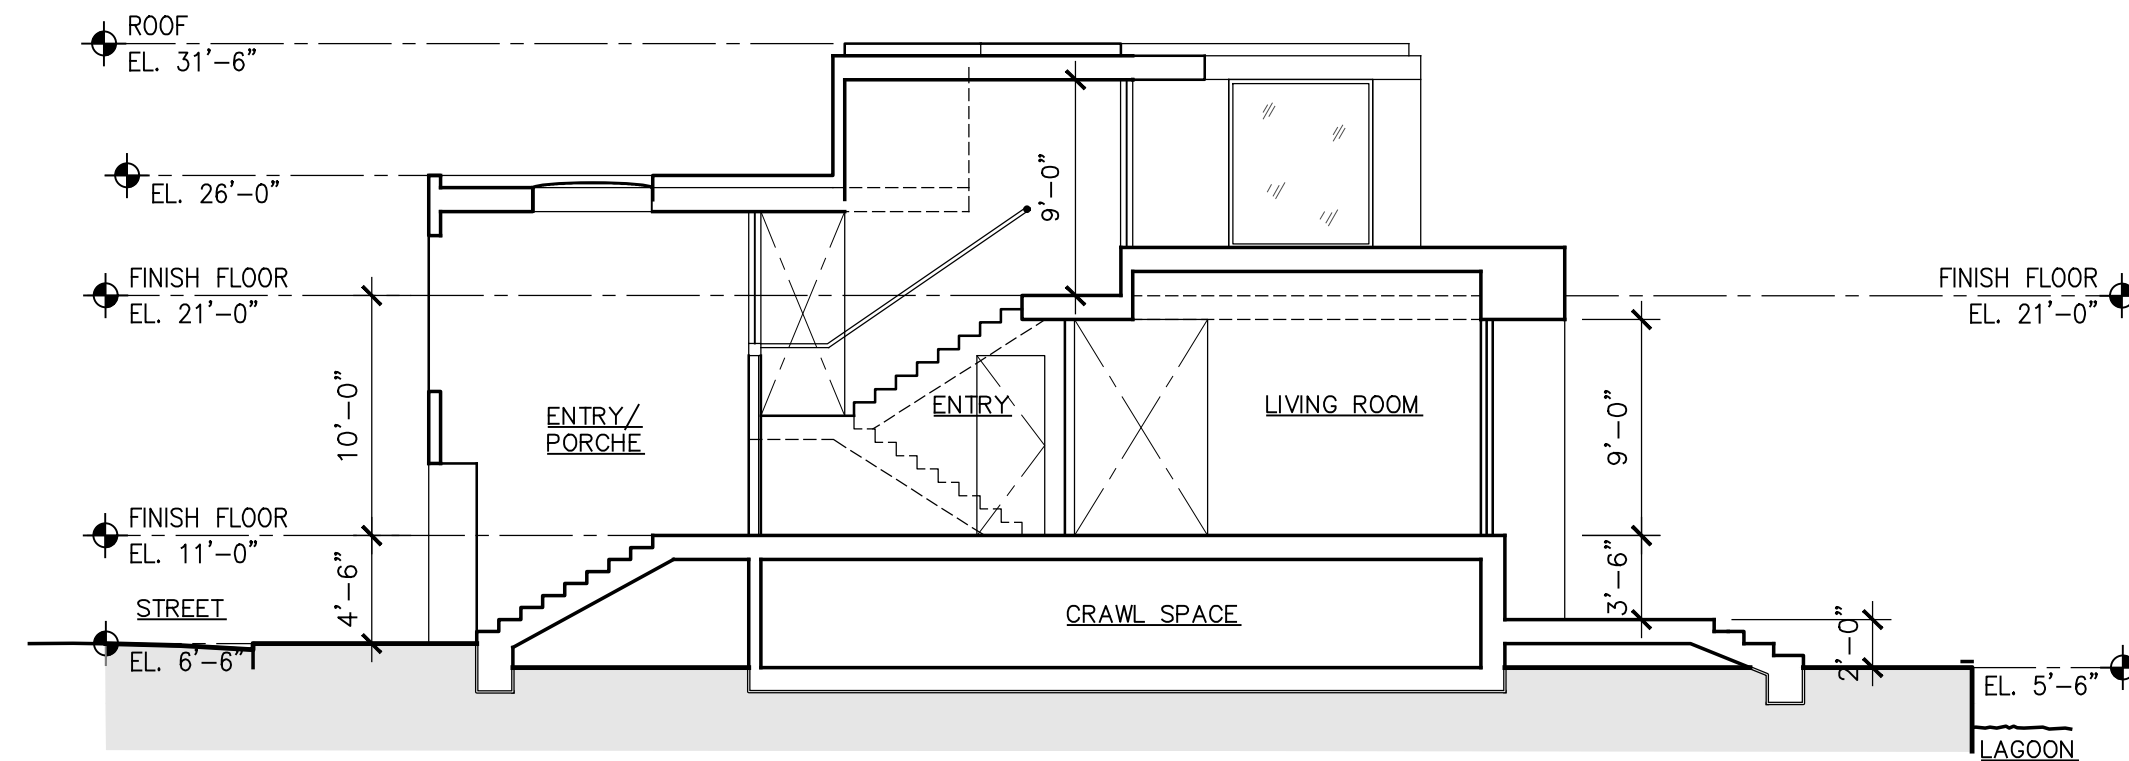 ROOF
EL. 31'-6"
EL. 26'-0"
9'-0"
FINISH FLOOR
EL. 21'-0"
FINISH FLOOR
EL. 21'-0"
10'-0"
ENTRY/
PORCHE
ENTRY
LIVING ROOM
9'-0"
FINISH FLOOR
EL. 11'-0"
4'-6"
3'-6"
STREET
CRAWL SPACE
2'-0"
EL. 6'-6"
EL. 5'-6"
LAGOON